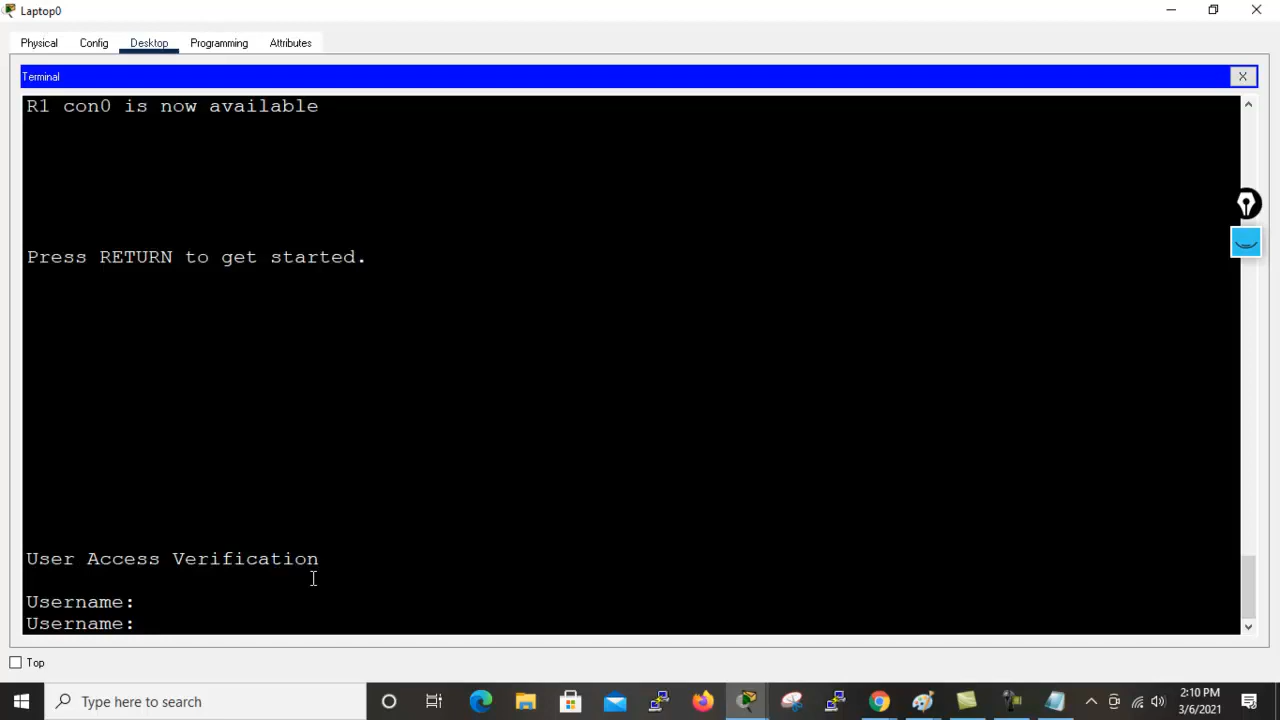 Laptop0
Physical Config Desktop Programming Attributes
Terminal
X
R1 con0 is now available
Press RETURN to get started.
User Access Verification
Username:
Username:
Top
Type here to search
2:10 PM
3/6/2021